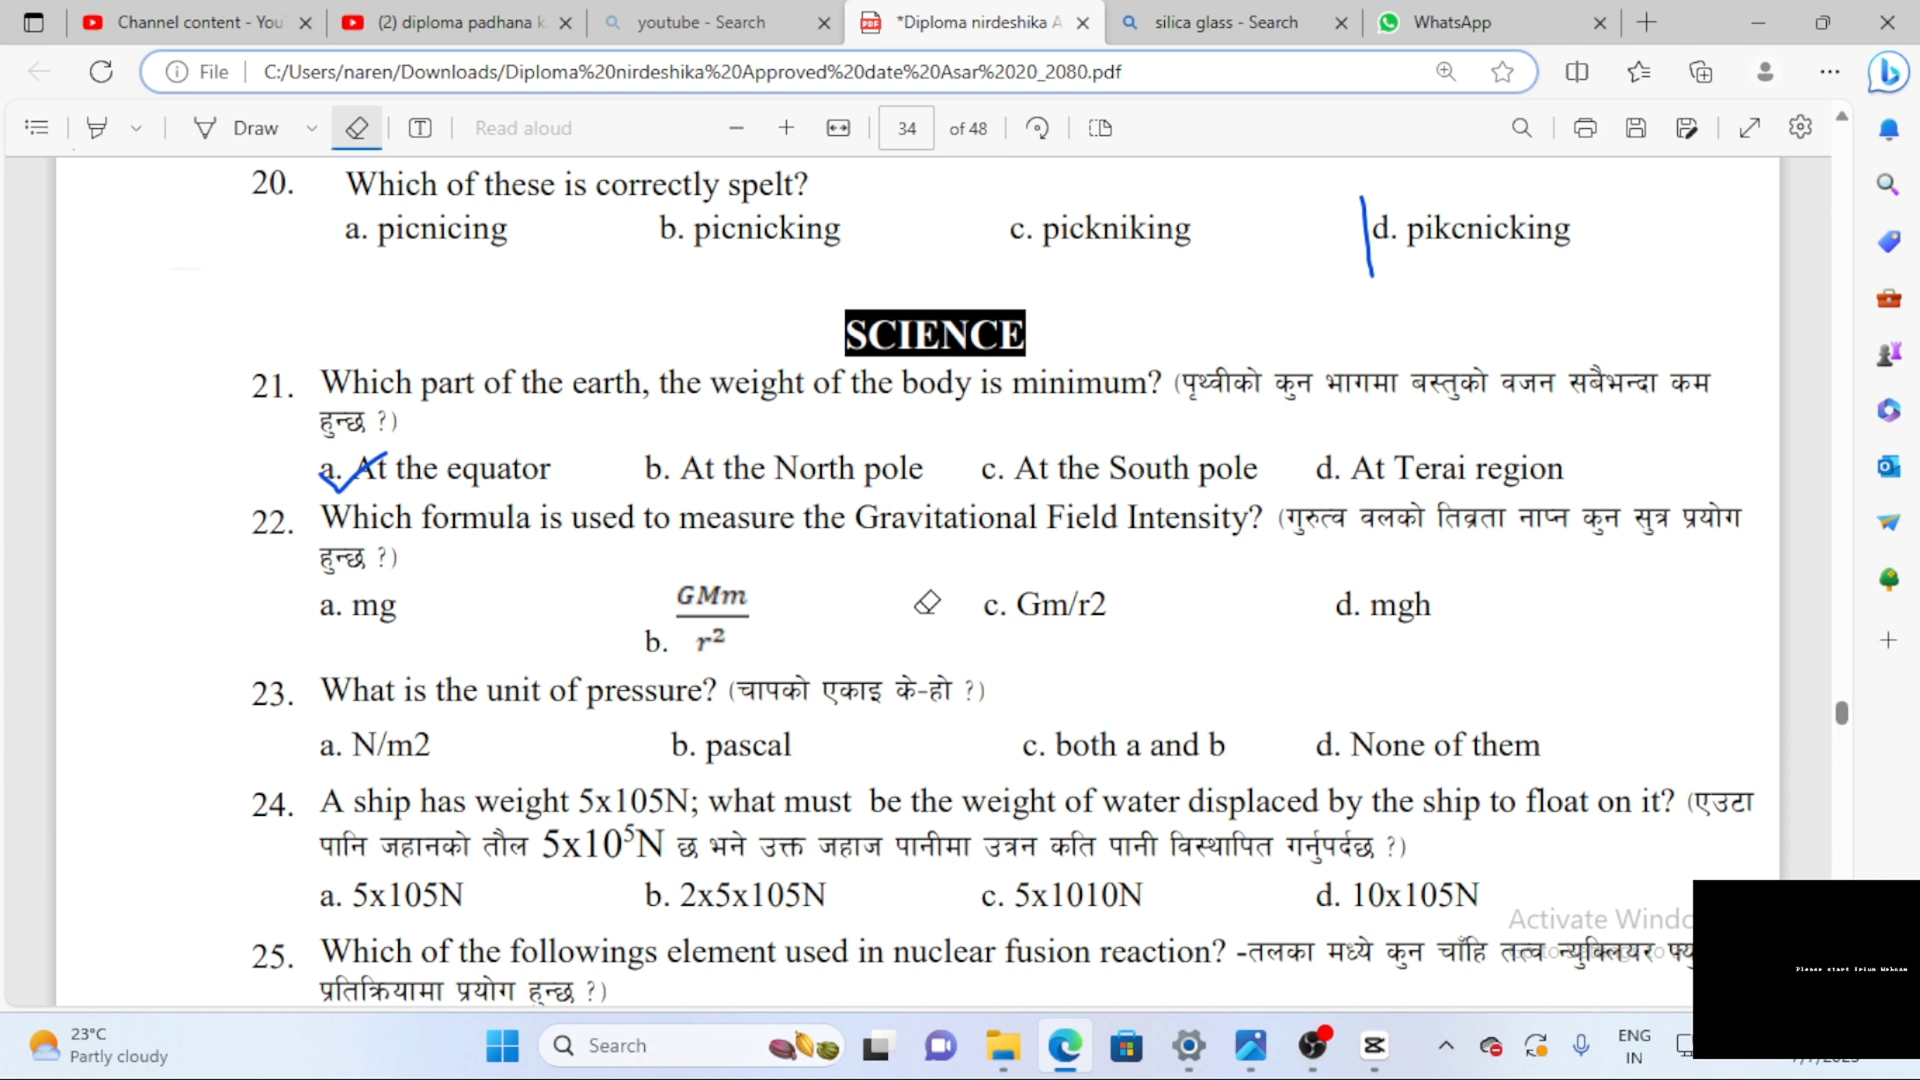 Channel content - You
(2) diploma padhana k
youtube - Search
*Diploma nirdeshika A
silica glass - Search
WhatsApp
File
C:/Users/naren/Downloads/Diploma%20nirdeshika%20Approved%20date%20Asar%2020_2080.pdf
Draw
Read aloud
34
of 48
20. Which of these is correctly spelt?
a. picnicing b. picnicking c. pickniking d. pikcnicking
SCIENCE
21. Which part of the earth, the weight of the body is minimum? (पृथ्वीको कुन भागमा बस्तुको वजन सबैभन्दा कम
हुन्छ ?)
a. At the equator b. At the North pole c. At the South pole d. At Terai region
22. Which formula is used to measure the Gravitational Field Intensity? (गुरुत्व वलको तिव्रता नाप्न कुन सुत्र प्रयोग
हुन्छ ?)
a. mg b. GMm/r² c. Gm/r2 d. mgh
23. What is the unit of pressure? (चापको एकाइ के-हो ?)
a. N/m2 b. pascal c. both a and b d. None of them
24. A ship has weight 5x105N; what must be the weight of water displaced by the ship to float on it? (एउटा
पानि जहानको तौल 5x10⁵N छ भने उक्त जहाज पानीमा उत्रन कति पानी विस्थापित गर्नुपर्दछ ?)
a. 5x105N b. 2x5x105N c. 5x1010N d. 10x105N
Activate Windo
25. Which of the followings element used in nuclear fusion reaction? -तलका मध्ये कुन चाँहि तत्व न्युक्लियर
प्रतिक्रियामा प्रयोग हुन्छ ?)
Please start Iriun Webcam
23°C
Partly cloudy
Search
ENG
IN